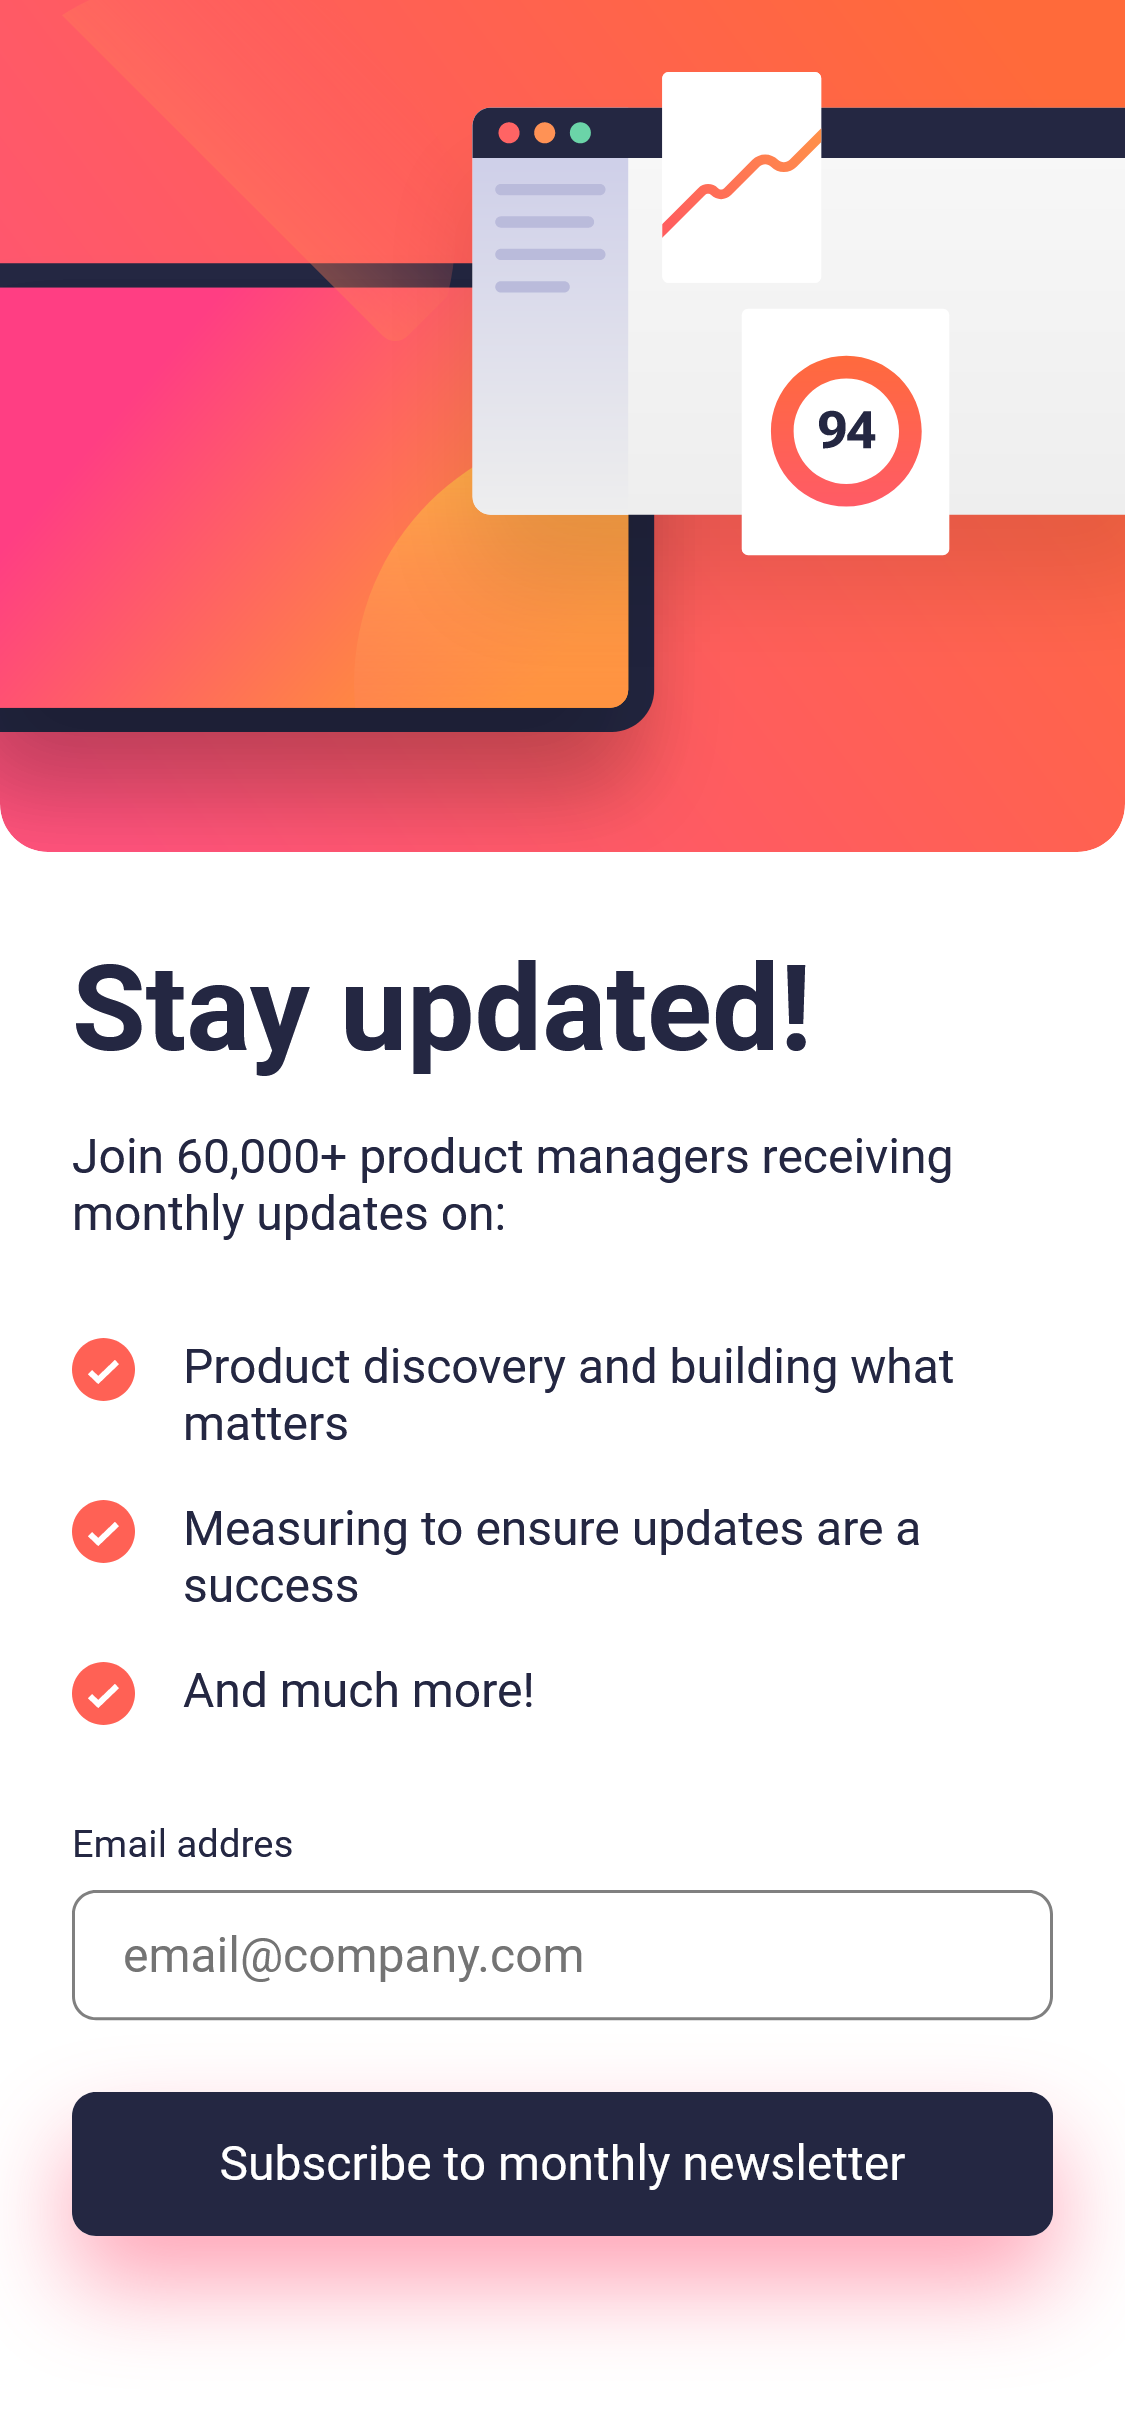 94
Stay updated!
Join 60,000+ product managers receiving
monthly updates on:
Product discovery and building what
matters
Measuring to ensure updates are a
success
And much more!
Email addres
email@company.com
Subscribe to monthly newsletter